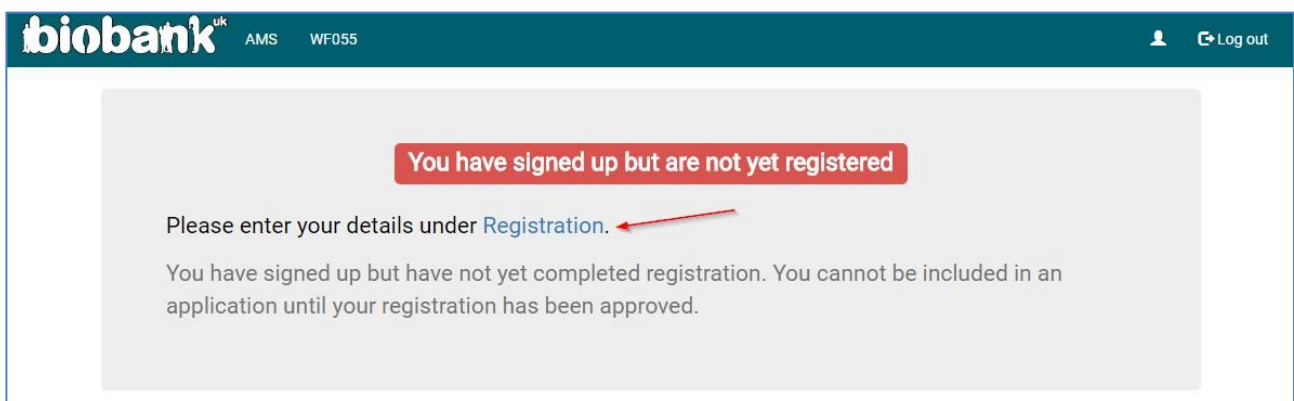 biobank uk AMS WF055 Log out
You have signed up but are not yet registered
Please enter your details under Registration.
You have signed up but have not yet completed registration. You cannot be included in an
application until your registration has been approved.